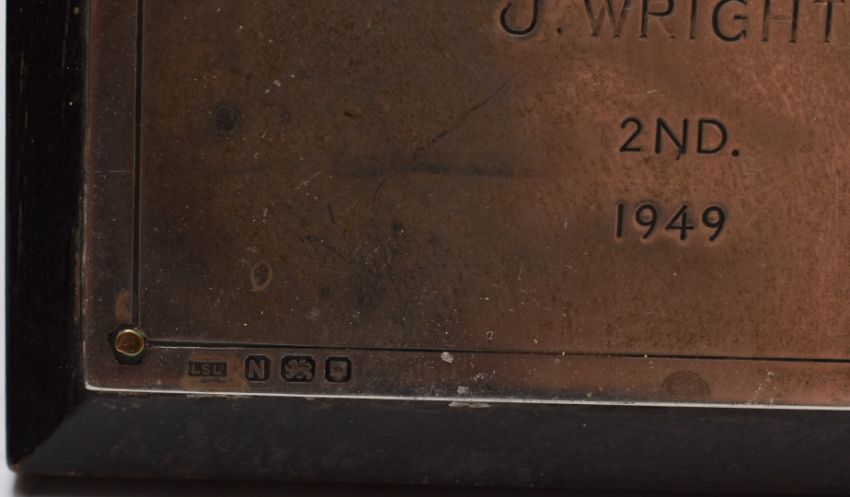 J. WRIGHT
2ND.
1949
LSL N